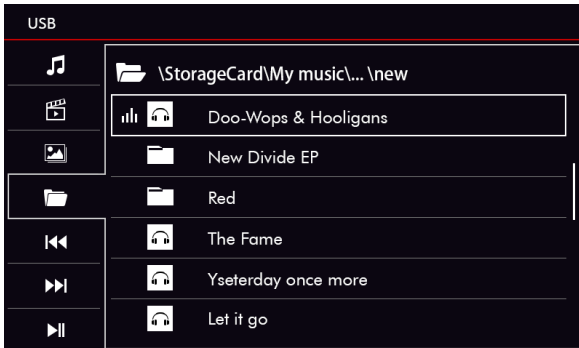 USB
\StorageCard\My music\... \new
Doo-Wops & Hooligans
New Divide EP
Red
The Fame
Yseterday once more
Let it go